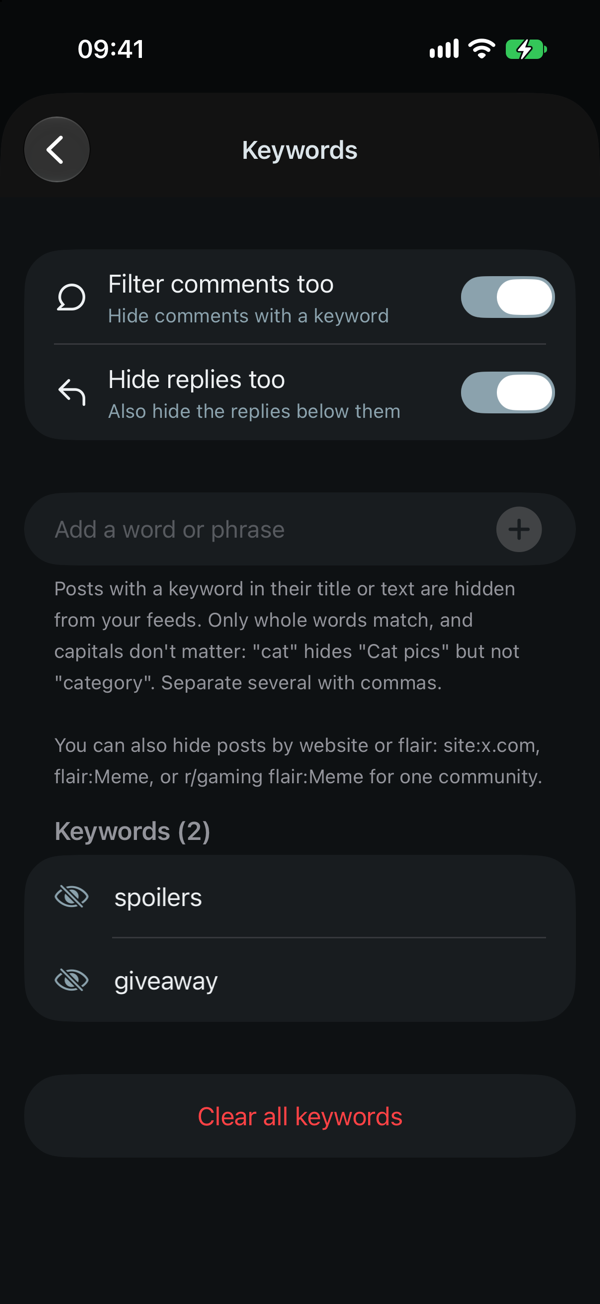 09:41
Keywords
Filter comments too
Hide comments with a keyword
Hide replies too
Also hide the replies below them
Add a word or phrase
Posts with a keyword in their title or text are hidden
from your feeds. Only whole words match, and
capitals don't matter: "cat" hides "Cat pics" but not
"category". Separate several with commas.
You can also hide posts by website or flair: site:x.com,
flair:Meme, or r/gaming flair:Meme for one community.
Keywords (2)
spoilers
giveaway
Clear all keywords